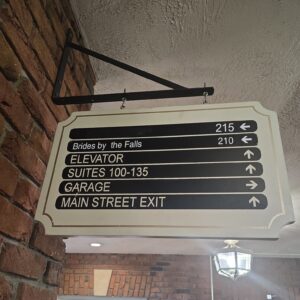 215 ←
Brides by the Falls 210 ←
ELEVATOR ↑
SUITES 100-135 ↑
GARAGE →
MAIN STREET EXIT ↑